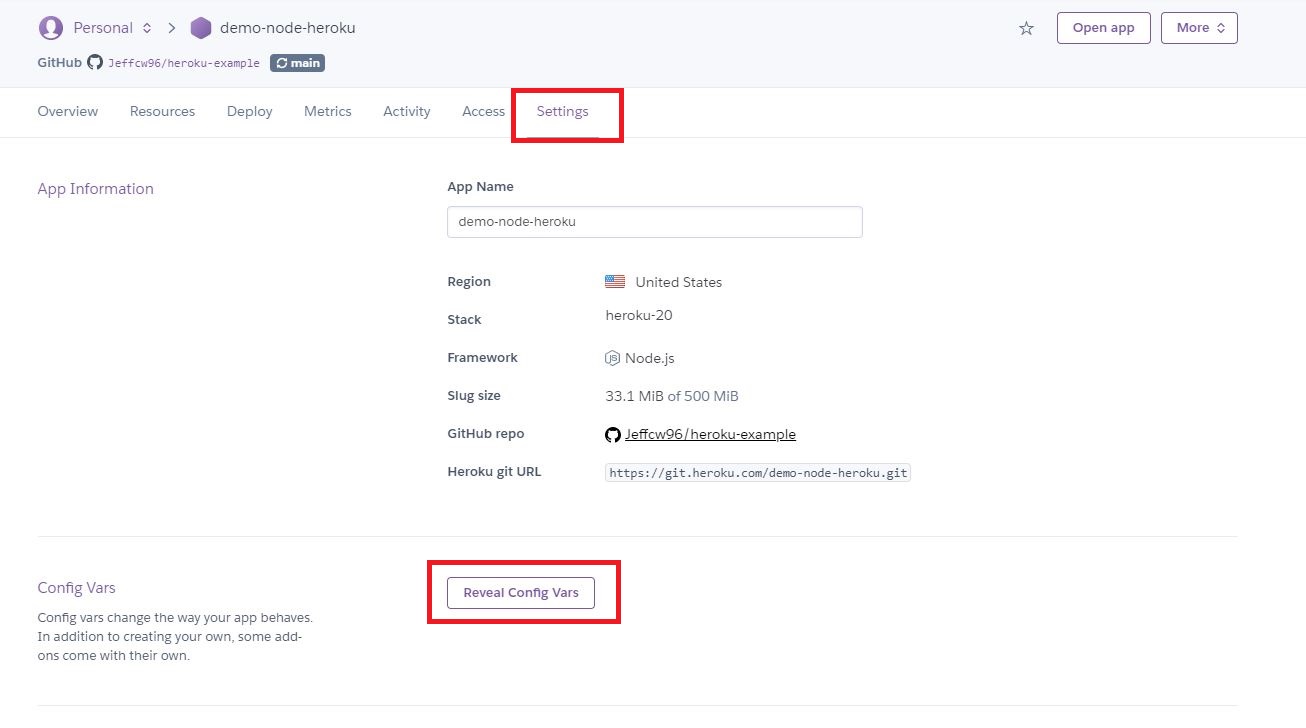 Personal demo-node-heroku Open app More
GitHub Jeffcw96/heroku-example main
Overview Resources Deploy Metrics Activity Access Settings
App Information
App Name
demo-node-heroku
Region United States
Stack heroku-20
Framework Node.js
Slug size 33.1 MiB of 500 MiB
GitHub repo Jeffcw96/heroku-example
Heroku git URL https://git.heroku.com/demo-node-heroku.git
Config Vars
Reveal Config Vars
Config vars change the way your app behaves.
In addition to creating your own, some add-
ons come with their own.